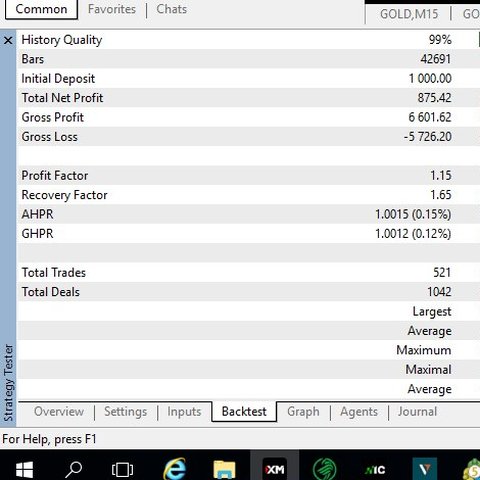 Common Favorites Chats GOLD,M15 GO
History Quality 99%
Bars 42691
Initial Deposit 1 000.00
Total Net Profit 875.42
Gross Profit 6 601.62
Gross Loss -5 726.20
Profit Factor 1.15
Recovery Factor 1.65
AHPR 1.0015 (0.15%)
GHPR 1.0012 (0.12%)
Total Trades 521
Total Deals 1042
Largest
Average
Maximum
Maximal
Average
Strategy Tester
Overview Settings Inputs Backtest Graph Agents Journal
For Help, press F1
XM IC V